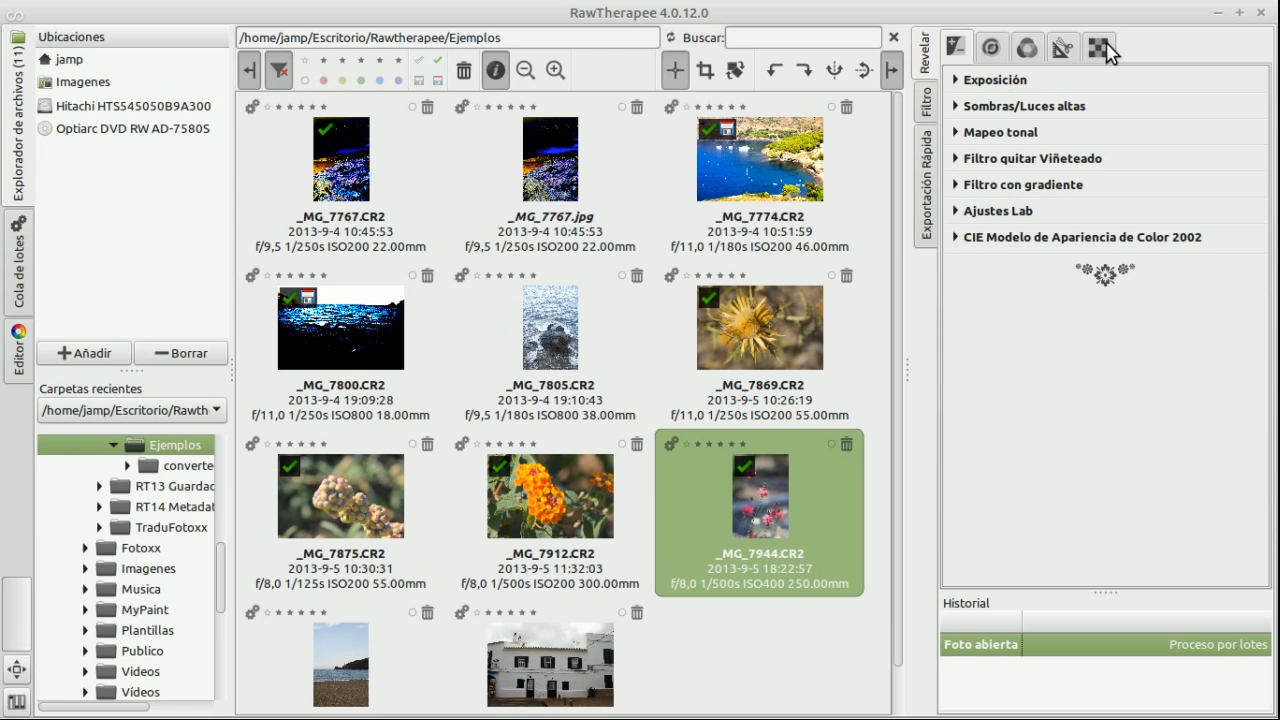 RawTherapee 4.0.12.0
Explorador de archivos (11)
Cola de lotes
Editor
Ubicaciones
jamp
Imagenes
Hitachi HTS545050B9A300
Optiarc DVD RW AD-7580S
Añadir
Borrar
Carpetas recientes
/home/jamp/Escritorio/Rawth
Ejemplos
converte
RT13 Guardad
RT14 Metadat
TraduFotoxx
Fotoxx
Imagenes
Musica
MyPaint
Plantillas
Publico
Videos
Vídeos
/home/jamp/Escritorio/Rawtherapee/Ejemplos
Buscar:
_MG_7767.CR2
2013-9-4 10:45:53
f/9,5 1/250s ISO200 22.00mm
_MG_7767.jpg
2013-9-4 10:45:53
f/9,5 1/250s ISO200 22.00mm
_MG_7774.CR2
2013-9-4 10:51:59
f/11,0 1/180s ISO200 46.00mm
_MG_7800.CR2
2013-9-4 19:09:28
f/11,0 1/250s ISO800 18.00mm
_MG_7805.CR2
2013-9-4 19:10:43
f/9,5 1/180s ISO800 38.00mm
_MG_7869.CR2
2013-9-5 10:26:19
f/11,0 1/250s ISO200 55.00mm
_MG_7875.CR2
2013-9-5 10:30:31
f/8,0 1/125s ISO200 55.00mm
_MG_7912.CR2
2013-9-5 11:32:03
f/8,0 1/500s ISO200 300.00mm
_MG_7944.CR2
2013-9-5 18:22:57
f/8,0 1/500s ISO400 250.00mm
Revelar
Filtro
Exportación Rápida
Exposición
Sombras/Luces altas
Mapeo tonal
Filtro quitar Viñeteado
Filtro con gradiente
Ajustes Lab
CIE Modelo de Apariencia de Color 2002
Historial
Foto abierta
Proceso por lotes